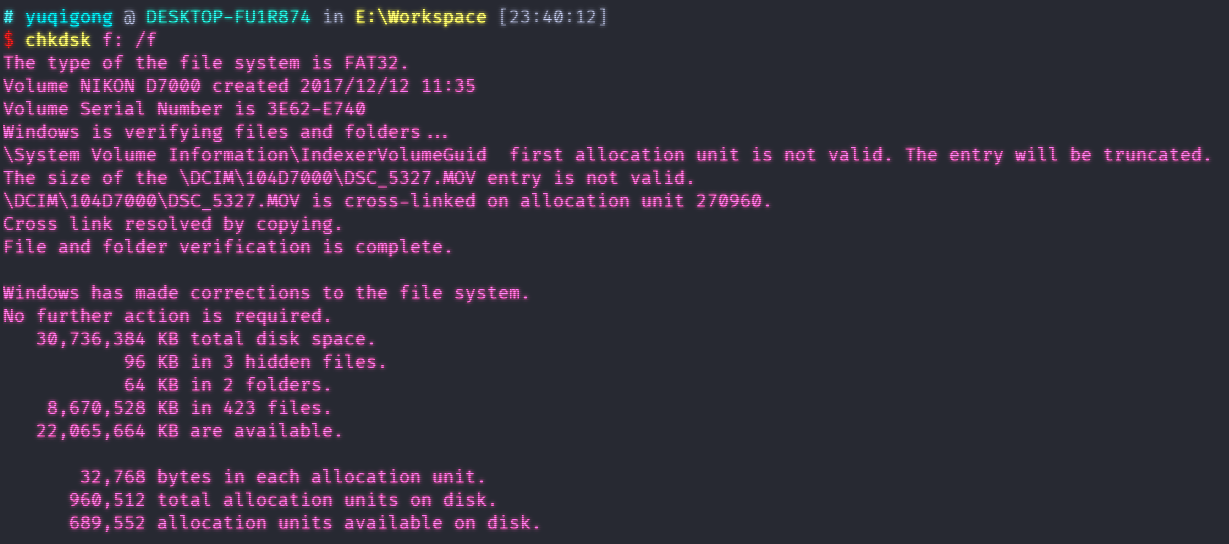 # yuqigong @ DESKTOP-FU1R874 in E:\Workspace [23:40:12]
$ chkdsk f: /f
The type of the file system is FAT32.
Volume NIKON D7000 created 2017/12/12 11:35
Volume Serial Number is 3E62-E740
Windows is verifying files and folders...
\System Volume Information\IndexerVolumeGuid  first allocation unit is not valid. The entry will be truncated.
The size of the \DCIM\104D7000\DSC_5327.MOV entry is not valid.
\DCIM\104D7000\DSC_5327.MOV is cross-linked on allocation unit 270960.
Cross link resolved by copying.
File and folder verification is complete.

Windows has made corrections to the file system.
No further action is required.
   30,736,384 KB total disk space.
           96 KB in 3 hidden files.
           64 KB in 2 folders.
    8,670,528 KB in 423 files.
   22,065,664 KB are available.

       32,768 bytes in each allocation unit.
      960,512 total allocation units on disk.
      689,552 allocation units available on disk.